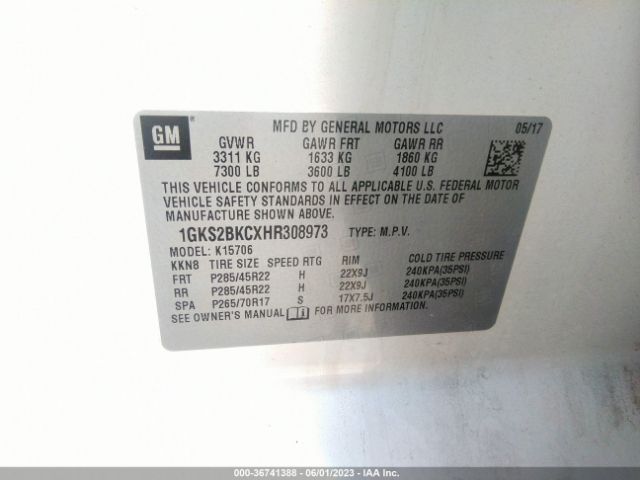 GM
MFD BY GENERAL MOTORS LLC 05/17
GVWR GAWR FRT GAWR RR
3311 KG 1633 KG 1860 KG
7300 LB 3600 LB 4100 LB
THIS VEHICLE CONFORMS TO ALL APPLICABLE U.S. FEDERAL MOTOR
VEHICLE SAFETY STANDARDS IN EFFECT ON THE DATE OF
MANUFACTURE SHOWN ABOVE.
1GKS2BKCXHR308973 TYPE: M.P.V.
MODEL: K15706
KKN8 TIRE SIZE SPEED RTG RIM COLD TIRE PRESSURE
FRT P285/45R22 H 22X9J 240KPA(35PSI)
RR P285/45R22 H 22X9J 240KPA(35PSI)
SPA P265/70R17 S 17X7.5J 240KPA(35PSI)
SEE OWNER'S MANUAL FOR MORE INFORMATION.
000-36741388 - 06/01/2023 - IAA Inc.